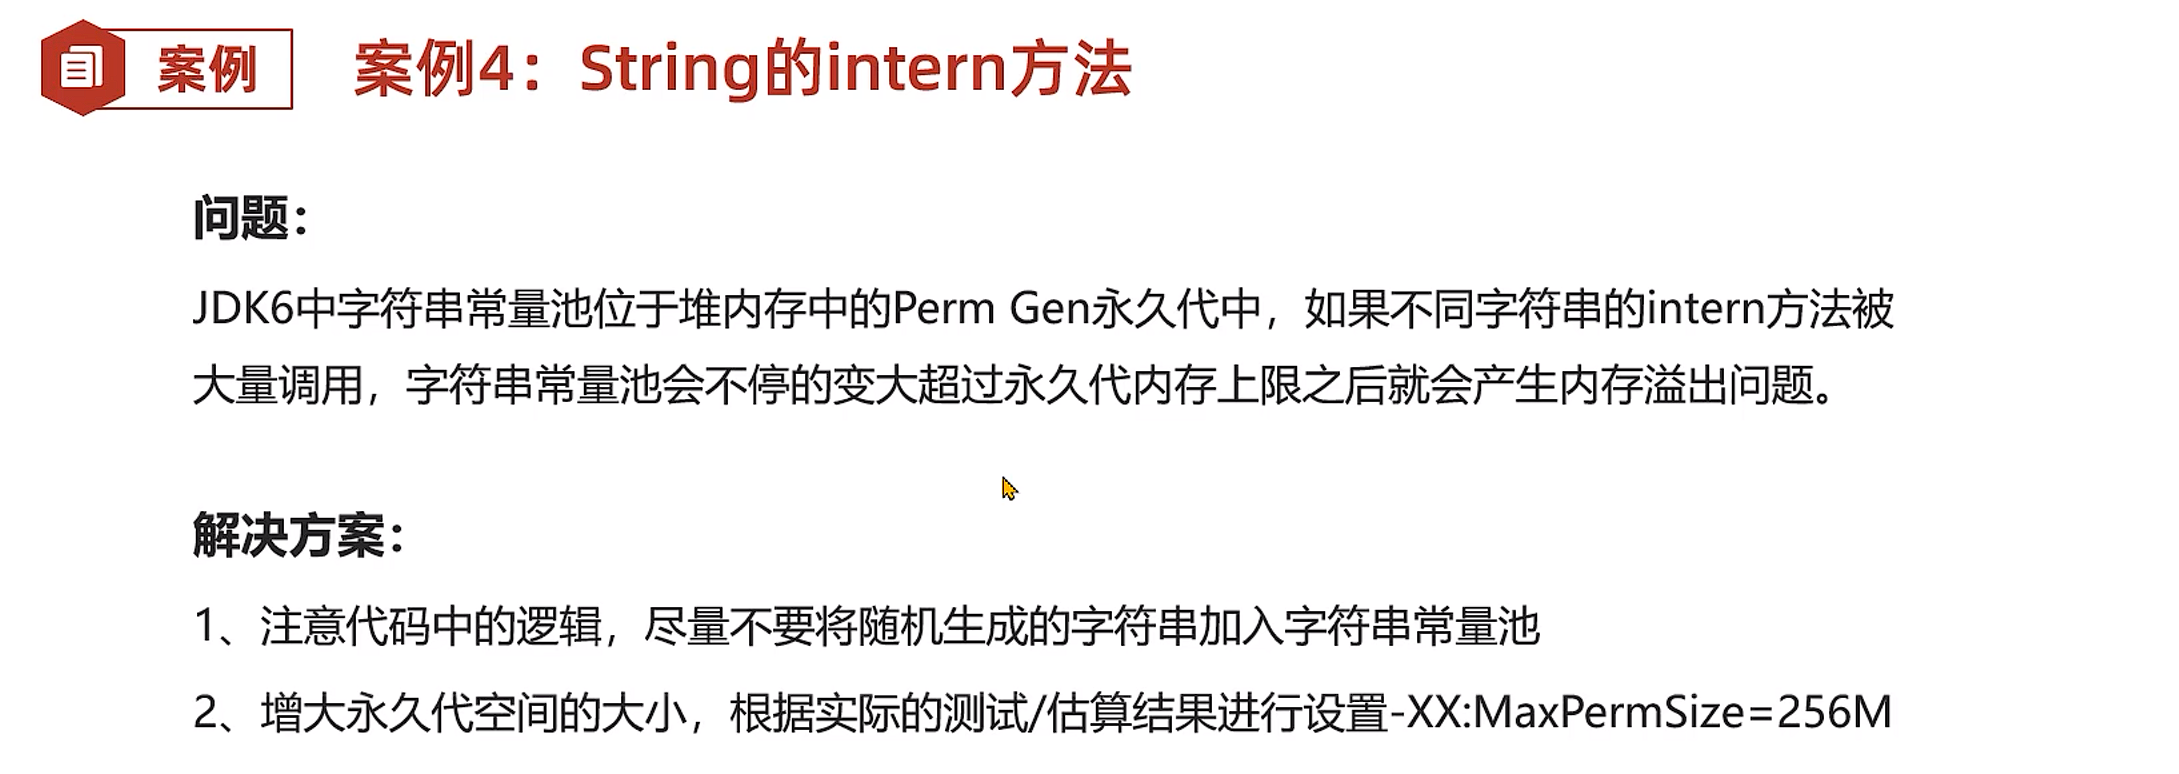 案例
案例4：String的intern方法
问题：
JDK6中字符串常量池位于堆内存中的Perm Gen永久代中，如果不同字符串的intern方法被
大量调用，字符串常量池会不停的变大超过永久代内存上限之后就会产生内存溢出问题。
解决方案：
1、注意代码中的逻辑，尽量不要将随机生成的字符串加入字符串常量池
2、增大永久代空间的大小，根据实际的测试/估算结果进行设置-XX:MaxPermSize=256M